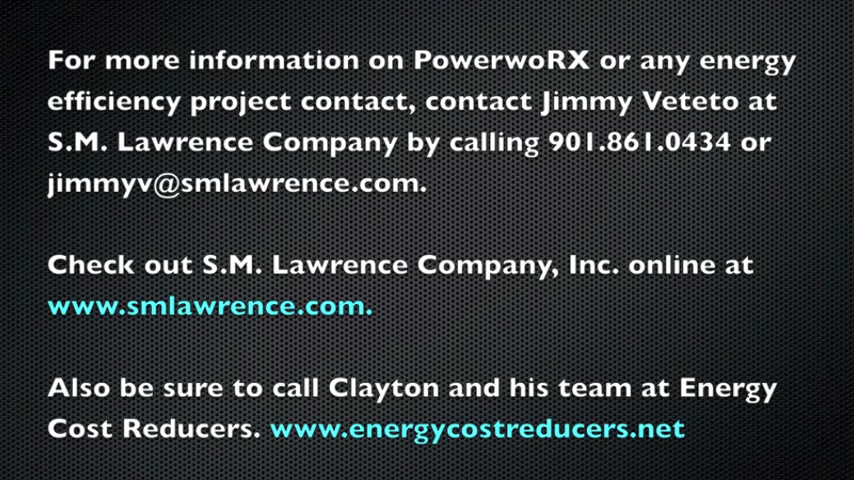 For more information on PowerwoRX or any energy
efficiency project contact, contact Jimmy Veteto at
S.M. Lawrence Company by calling 901.861.0434 or
jimmyv@smlawrence.com.
Check out S.M. Lawrence Company, Inc. online at
www.smlawrence.com.
Also be sure to call Clayton and his team at Energy
Cost Reducers. www.energycostreducers.net